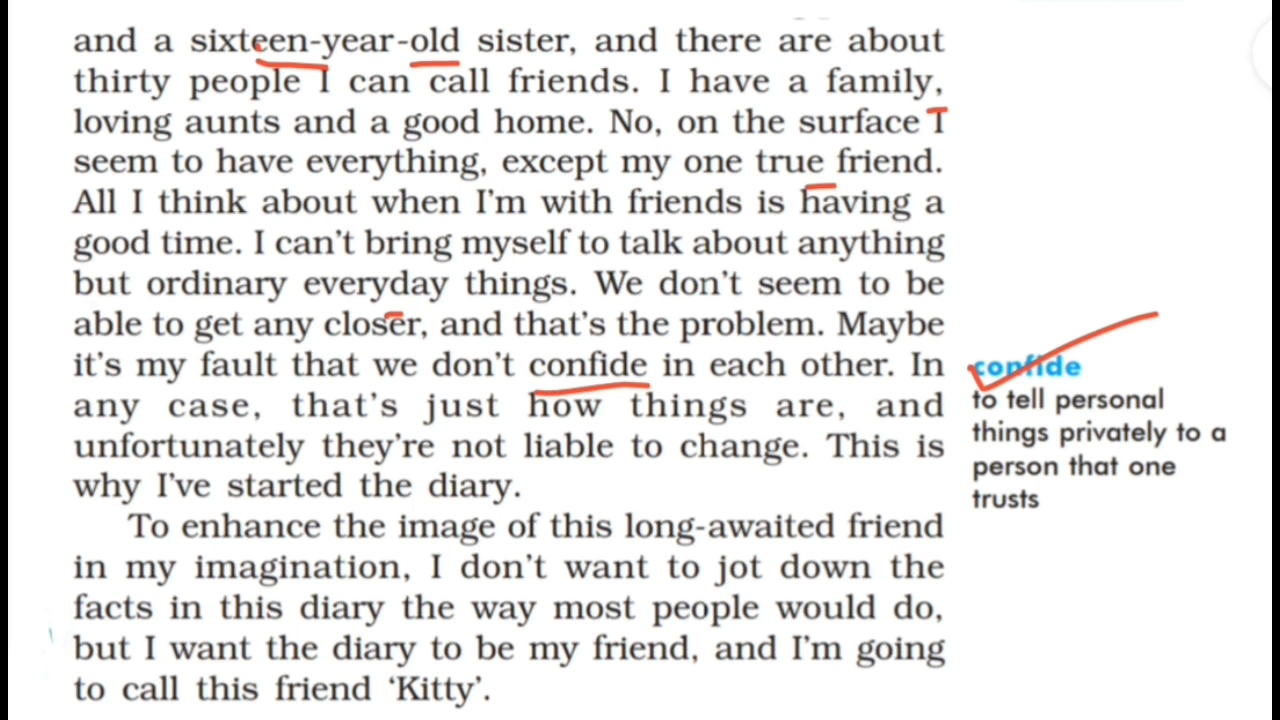 and a sixteen-year-old sister, and there are about
thirty people I can call friends. I have a family,
loving aunts and a good home. No, on the surface I
seem to have everything, except my one true friend.
All I think about when I'm with friends is having a
good time. I can't bring myself to talk about anything
but ordinary everyday things. We don't seem to be
able to get any closer, and that's the problem. Maybe
it's my fault that we don't confide in each other. In
any case, that's just how things are, and
unfortunately they're not liable to change. This is
why I've started the diary.
To enhance the image of this long-awaited friend
in my imagination, I don't want to jot down the
facts in this diary the way most people would do,
but I want the diary to be my friend, and I'm going
to call this friend ‘Kitty’.
confide
to tell personal
things privately to a
person that one
trusts